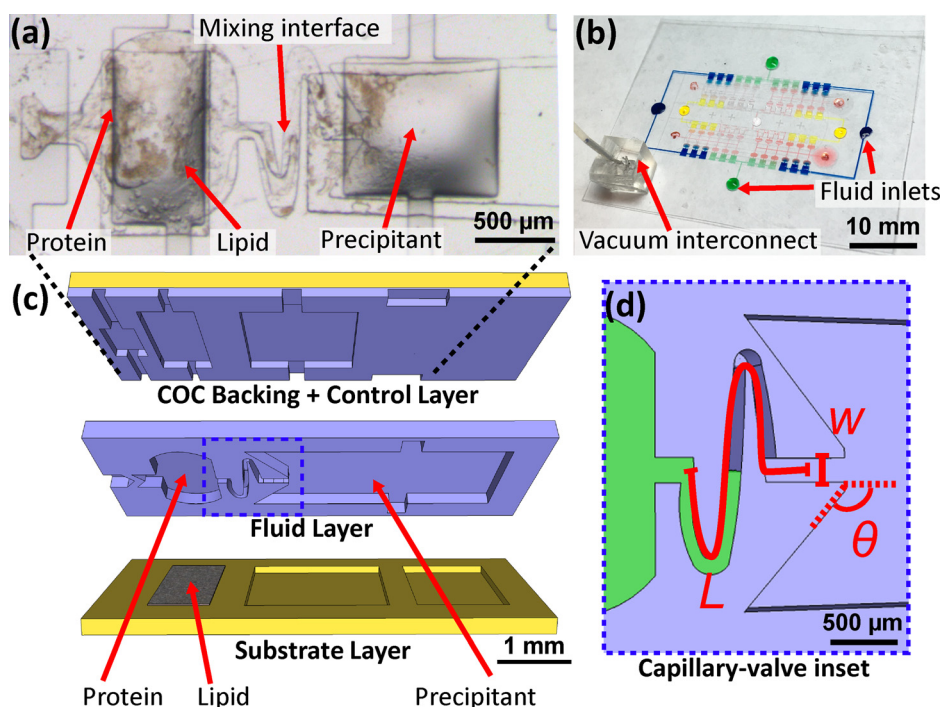 (a)
Mixing interface
Protein
Lipid
Precipitant
500 µm
(b)
Fluid inlets
Vacuum interconnect
10 mm
(c)
COC Backing + Control Layer
Fluid Layer
Substrate Layer
1 mm
Protein
Lipid
Precipitant
(d)
W
θ
L
500 µm
Capillary-valve inset